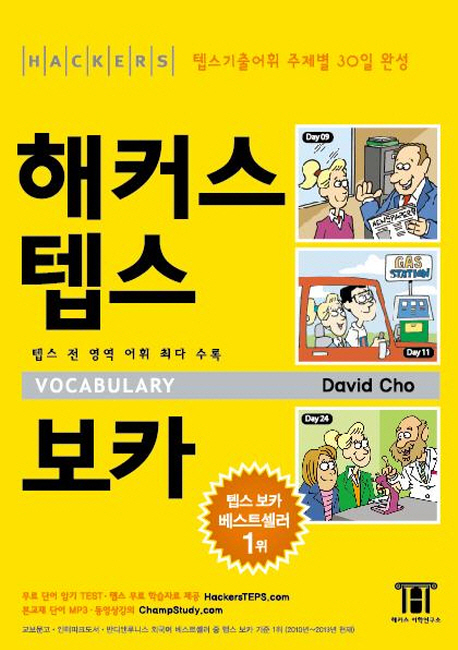 HACKERS 텝스기출어휘 주제별 30일 완성
해커스
텝스
텝스 전 영역 어휘 최다 수록
VOCABULARY David Cho
보카
Day 09
NEWSPAPER
GAS
STATION
Day 11
Day 24
텝스 보카
베스트셀러
1위
무료 단어 암기 TEST · 텝스 무료 학습자료 제공 HackersTEPS.com
본교재 단어 MP3 · 동영상강의 ChampStudy.com
교보문고 · 인터파크도서 · 반디앤루니스 외국어 베스트셀러 중 텝스 보카 기준 1위 (2010년~2013년 현재)
해커스 어학연구소